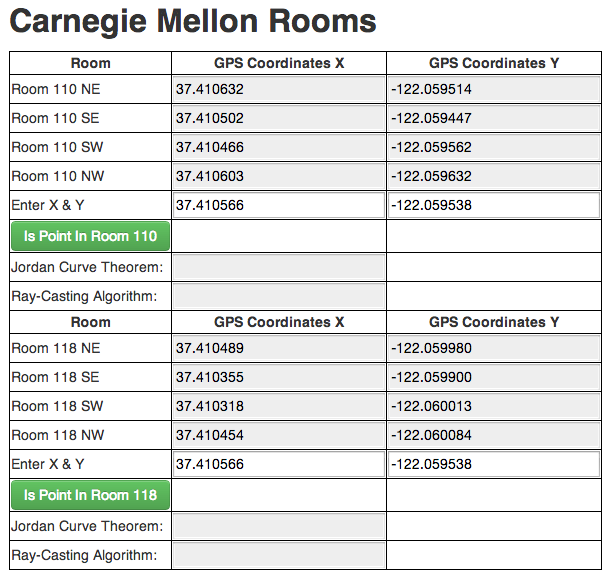 Carnegie Mellon Rooms
Room GPS Coordinates X GPS Coordinates Y
Room 110 NE 37.410632 -122.059514
Room 110 SE 37.410502 -122.059447
Room 110 SW 37.410466 -122.059562
Room 110 NW 37.410603 -122.059632
Enter X & Y 37.410566 -122.059538
Is Point In Room 110
Jordan Curve Theorem:
Ray-Casting Algorithm:
Room GPS Coordinates X GPS Coordinates Y
Room 118 NE 37.410489 -122.059980
Room 118 SE 37.410355 -122.059900
Room 118 SW 37.410318 -122.060013
Room 118 NW 37.410454 -122.060084
Enter X & Y 37.410566 -122.059538
Is Point In Room 118
Jordan Curve Theorem:
Ray-Casting Algorithm: